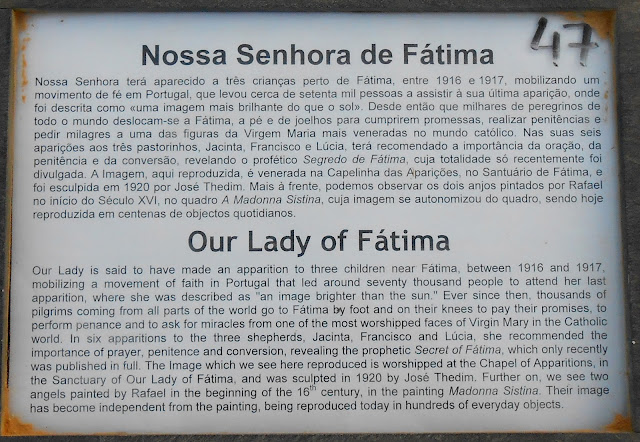 Nossa Senhora de Fátima
47
Nossa Senhora terá aparecido a três crianças perto de Fátima, entre 1916 e 1917, mobilizando um
movimento de fé em Portugal, que levou cerca de setenta mil pessoas a assistir à sua última aparição, onde
foi descrita como «uma imagem mais brilhante do que o sol». Desde então que milhares de peregrinos de
todo o mundo deslocam-se a Fátima, a pé e de joelhos para cumprirem promessas, realizar penitências e
pedir milagres a uma das figuras da Virgem Maria mais veneradas no mundo católico. Nas suas seis
aparições aos três pastorinhos, Jacinta, Francisco e Lúcia, terá recomendado a importância da oração, da
penitência e da conversão, revelando o profético Segredo de Fátima, cuja totalidade só recentemente foi
divulgada. A Imagem, aqui reproduzida, é venerada na Capelinha das Aparições, no Santuário de Fátima, e
foi esculpida em 1920 por José Thedim. Mais à frente, podemos observar os dois anjos pintados por Rafael
no início do Século XVI, no quadro A Madonna Sistina, cuja imagem se autonomizou do quadro, sendo hoje
reproduzida em centenas de objectos quotidianos.
Our Lady of Fátima
Our Lady is said to have made an apparition to three children near Fátima, between 1916 and 1917,
mobilizing a movement of faith in Portugal that led around seventy thousand people to attend her last
apparition, where she was described as "an image brighter than the sun." Ever since then, thousands of
pilgrims coming from all parts of the world go to Fátima by foot and on their knees to pay their promises, to
perform penance and to ask for miracles from one of the most worshipped faces of Virgin Mary in the Catholic
world. In six apparitions to the three shepherds, Jacinta, Francisco and Lúcia, she recommended the
importance of prayer, penitence and conversion, revealing the prophetic Secret of Fátima, which only recently
was published in full. The Image which we see here reproduced is worshipped at the Chapel of Apparitions, in
the Sanctuary of Our Lady of Fátima, and was sculpted in 1920 by José Thedim. Further on, we see two
angels painted by Rafael in the beginning of the 16th century, in the painting Madonna Sistina. Their image
has become independent from the painting, being reproduced today in hundreds of everyday objects.